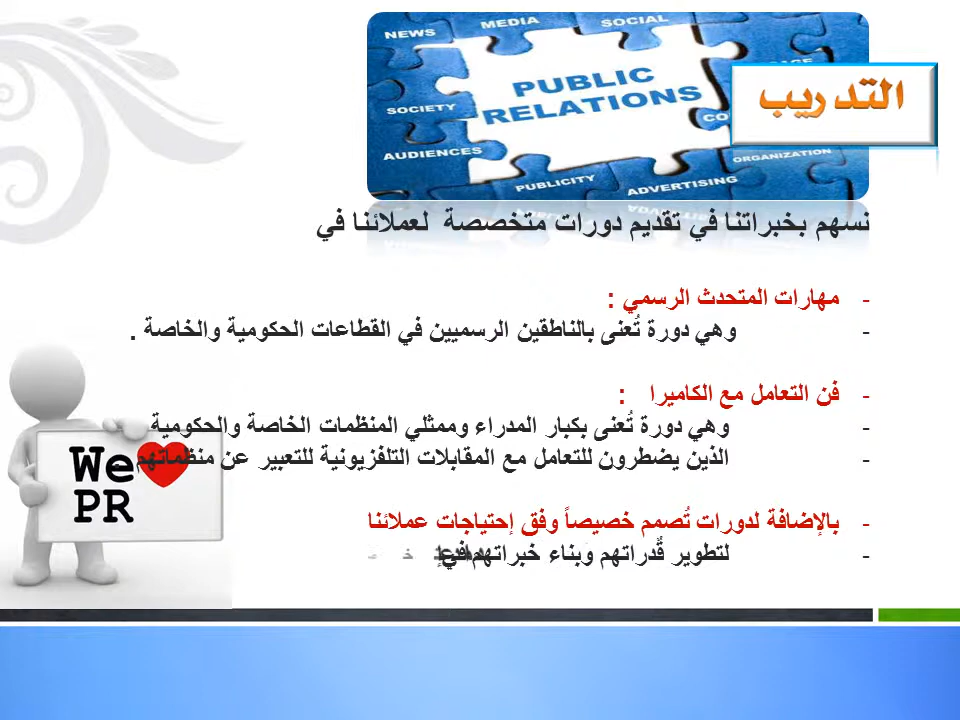 NEWS
MEDIA
SOCIAL
PUBLIC
RELATIONS
SOCIETY
AUDIENCES
PUBLICITY
ADVERTISING
ORGANIZATION
التدريب
نسهم بخبراتنا في تقديم دورات متخصصة لعملائنا في
- مهارات المتحدث الرسمي :
- وهي دورة تُعنى بالناطقين الرسميين في القطاعات الحكومية والخاصة .
- فن التعامل مع الكاميرا :
- وهي دورة تُعنى بكبار المدراء وممثلي المنظمات الخاصة والحكومية
- الذين يضطرون للتعامل مع المقابلات التلفزيونية للتعبير عن منظماتهم
- بالإضافة لدورات تُصمم خصيصاً وفق إحتياجات عملائنا
- لتطوير قُدراتهم وبناء خبراتهم في
We
PR